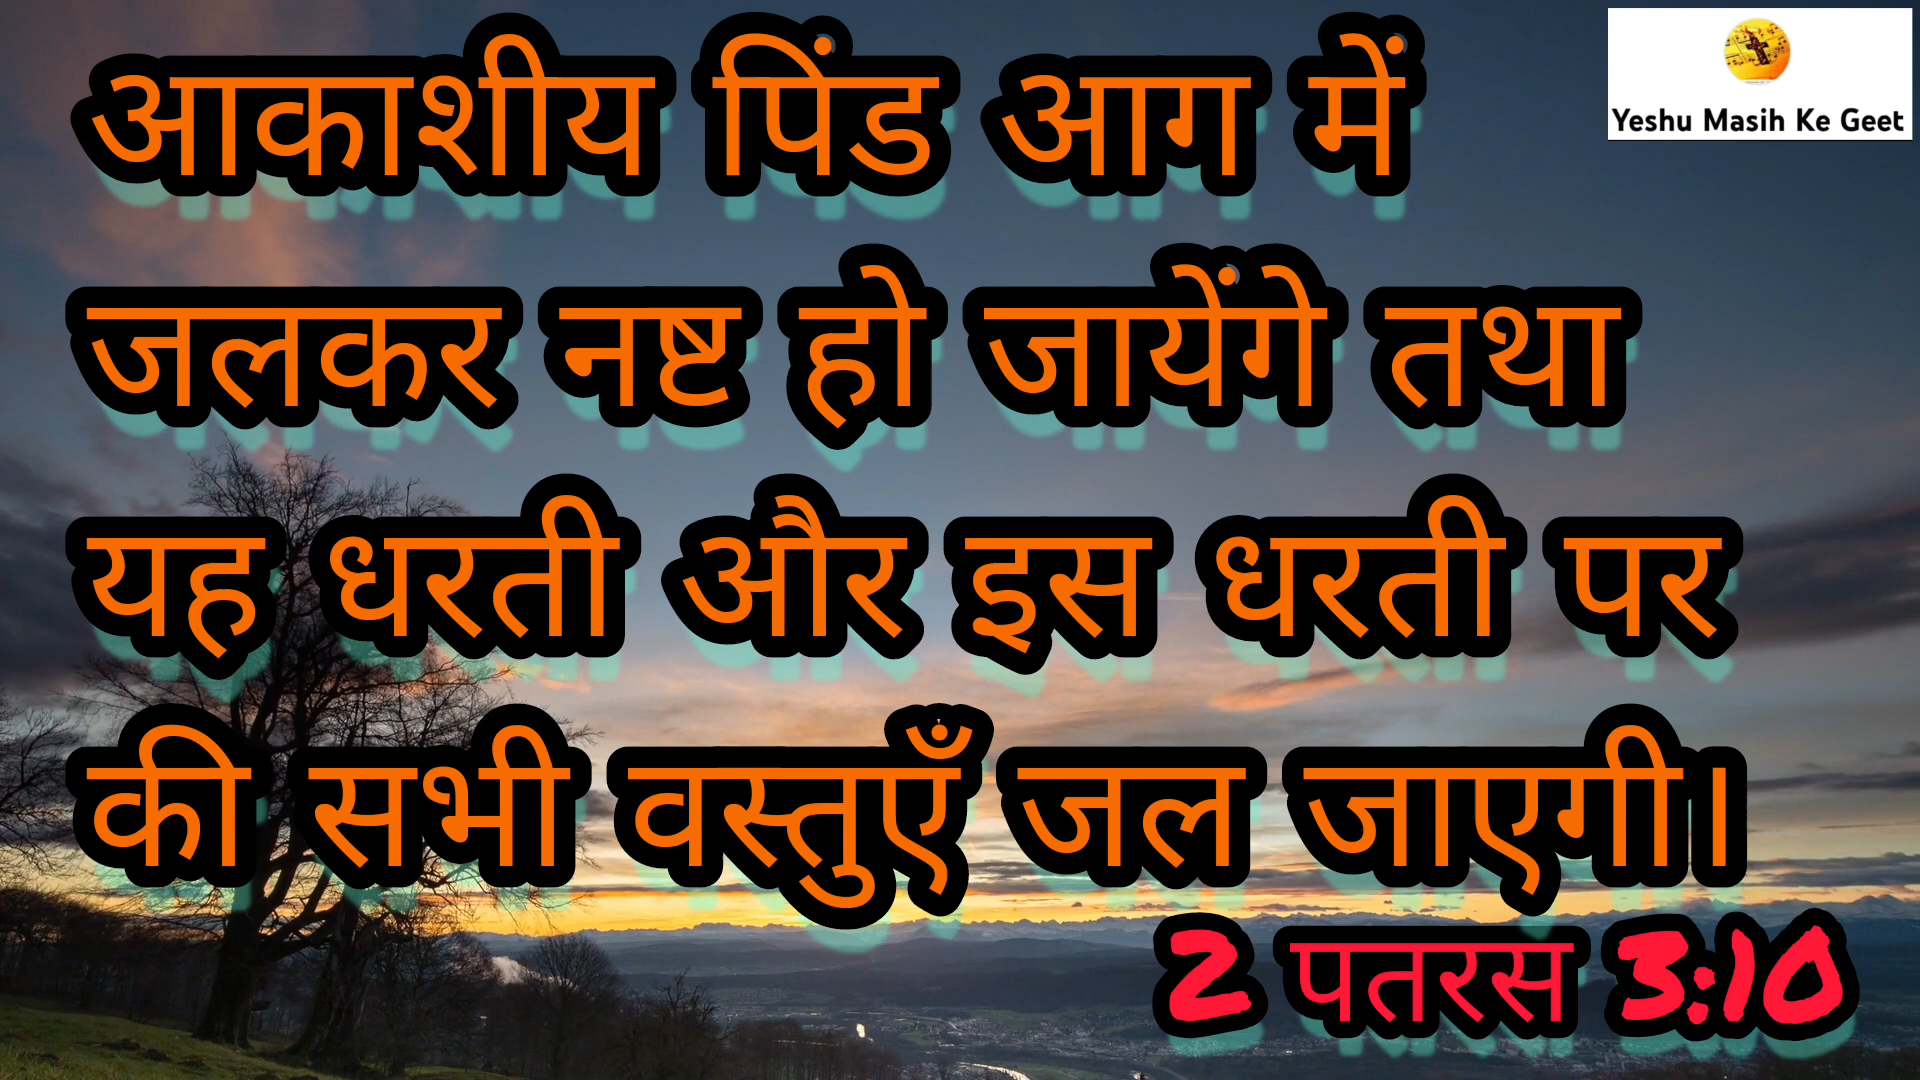 आकाशीय पिंड आग में
Yeshu Masih Ke Geet
जलकर नष्ट हो जायेंगे तथा
यह धरती और इस धरती पर
की सभी वस्तुएँ जल जाएगी।
2 पतरस 3:10